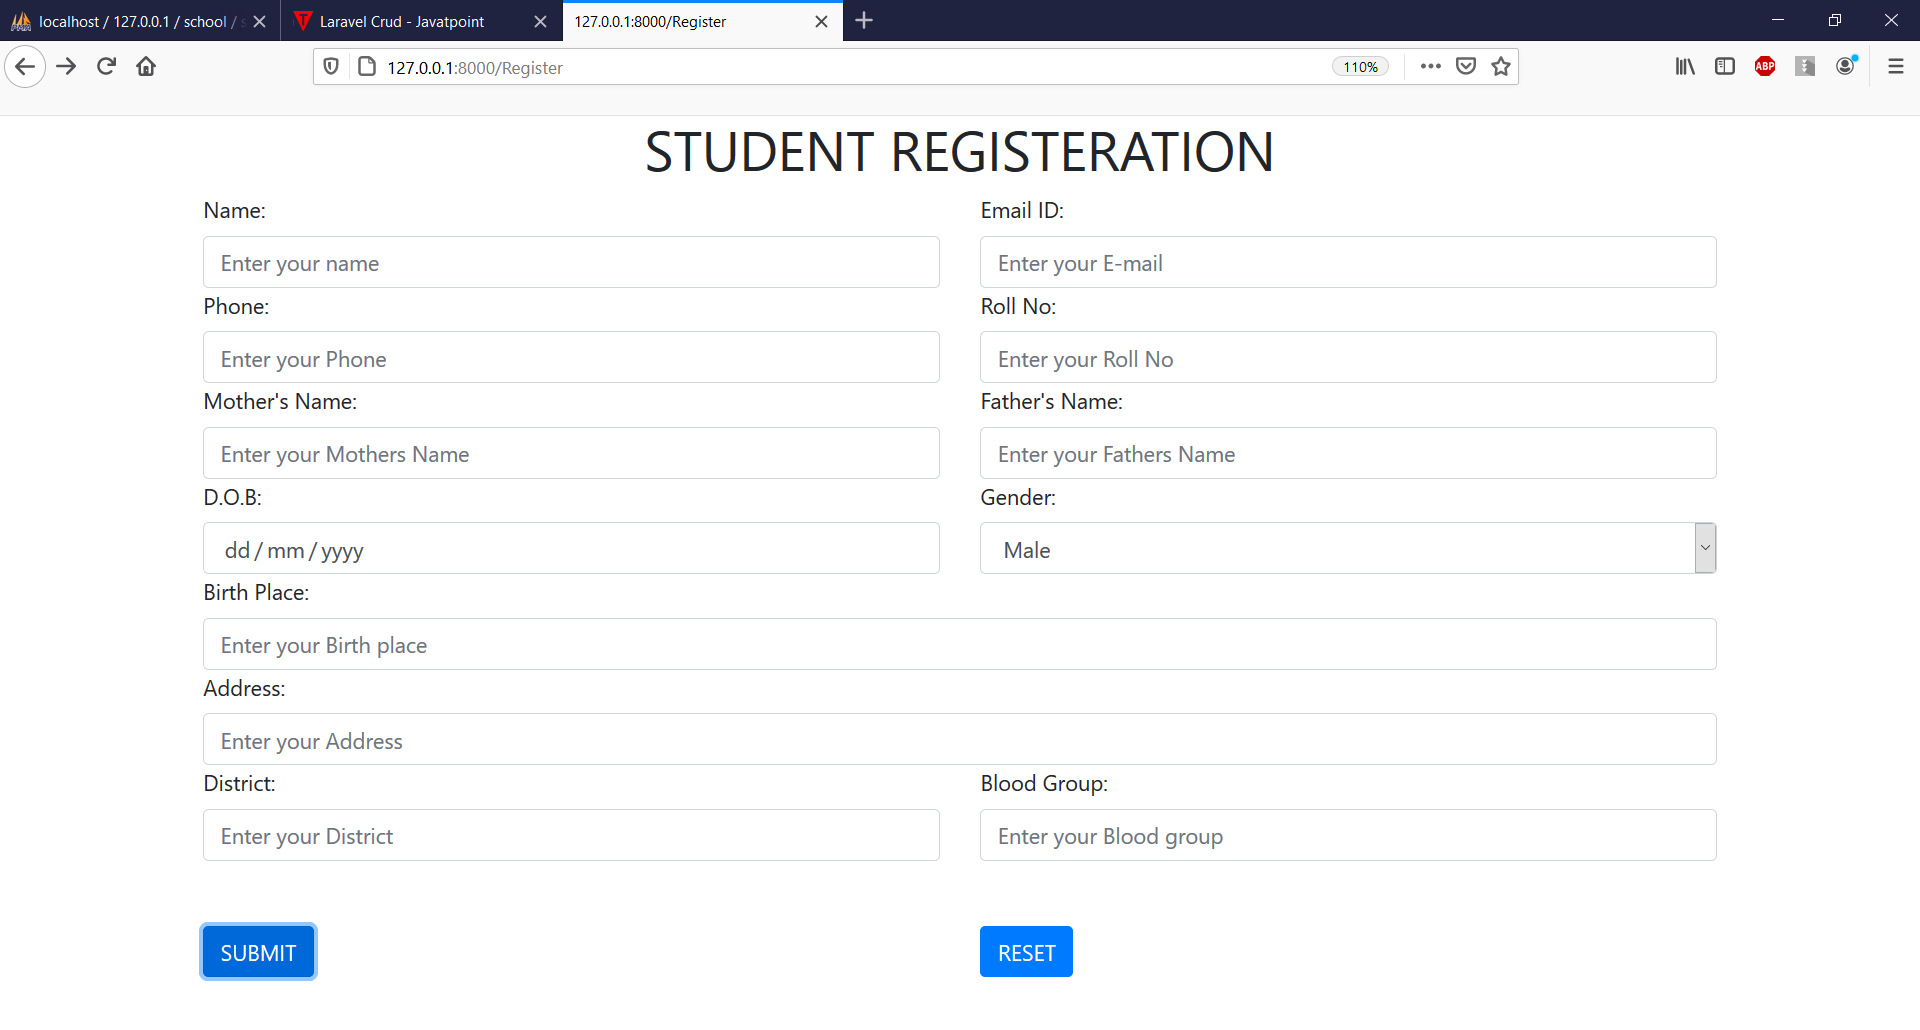 localhost / 127.0.0.1 / school / s
Laravel Crud - Javatpoint
127.0.0.1:8000/Register
127.0.0.1:8000/Register
110%
ABP
STUDENT REGISTERATION
Name:
Email ID:
Enter your name
Enter your E-mail
Phone:
Roll No:
Enter your Phone
Enter your Roll No
Mother's Name:
Father's Name:
Enter your Mothers Name
Enter your Fathers Name
D.O.B:
Gender:
dd / mm / yyyy
Male
Birth Place:
Enter your Birth place
Address:
Enter your Address
District:
Blood Group:
Enter your District
Enter your Blood group
SUBMIT
RESET